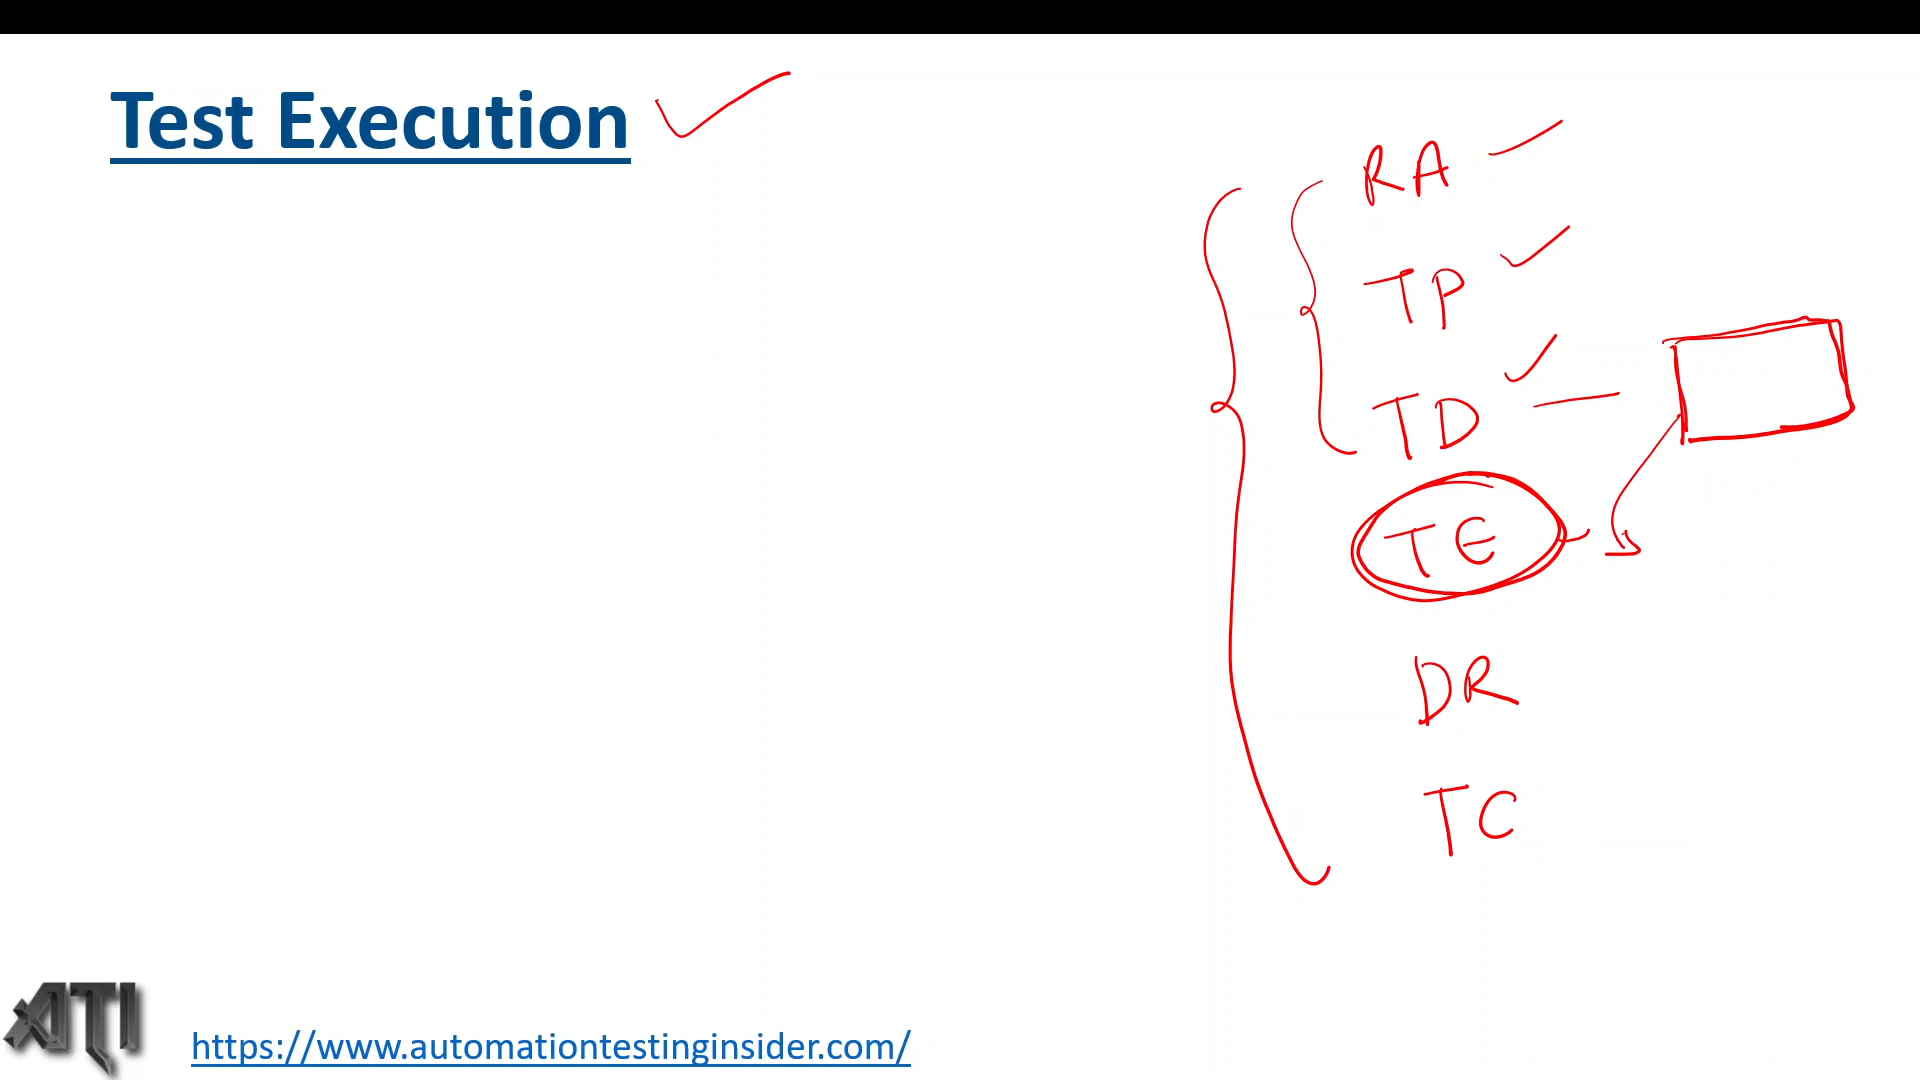 Test Execution
RA
TP
TD
TE
DR
TC
ATI
https://www.automationtestinginsider.com/